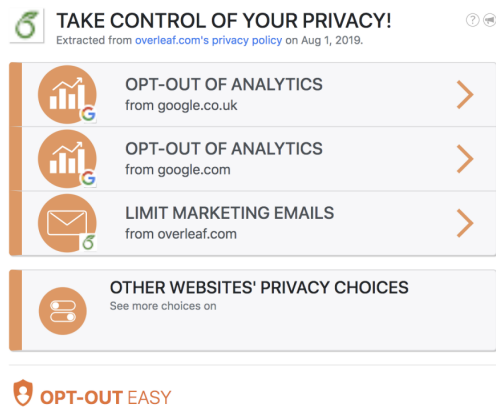 TAKE CONTROL OF YOUR PRIVACY!
Extracted from overleaf.com's privacy policy on Aug 1, 2019.
OPT-OUT OF ANALYTICS
from google.co.uk
OPT-OUT OF ANALYTICS
from google.com
LIMIT MARKETING EMAILS
from overleaf.com
OTHER WEBSITES' PRIVACY CHOICES
See more choices on
OPT-OUT EASY